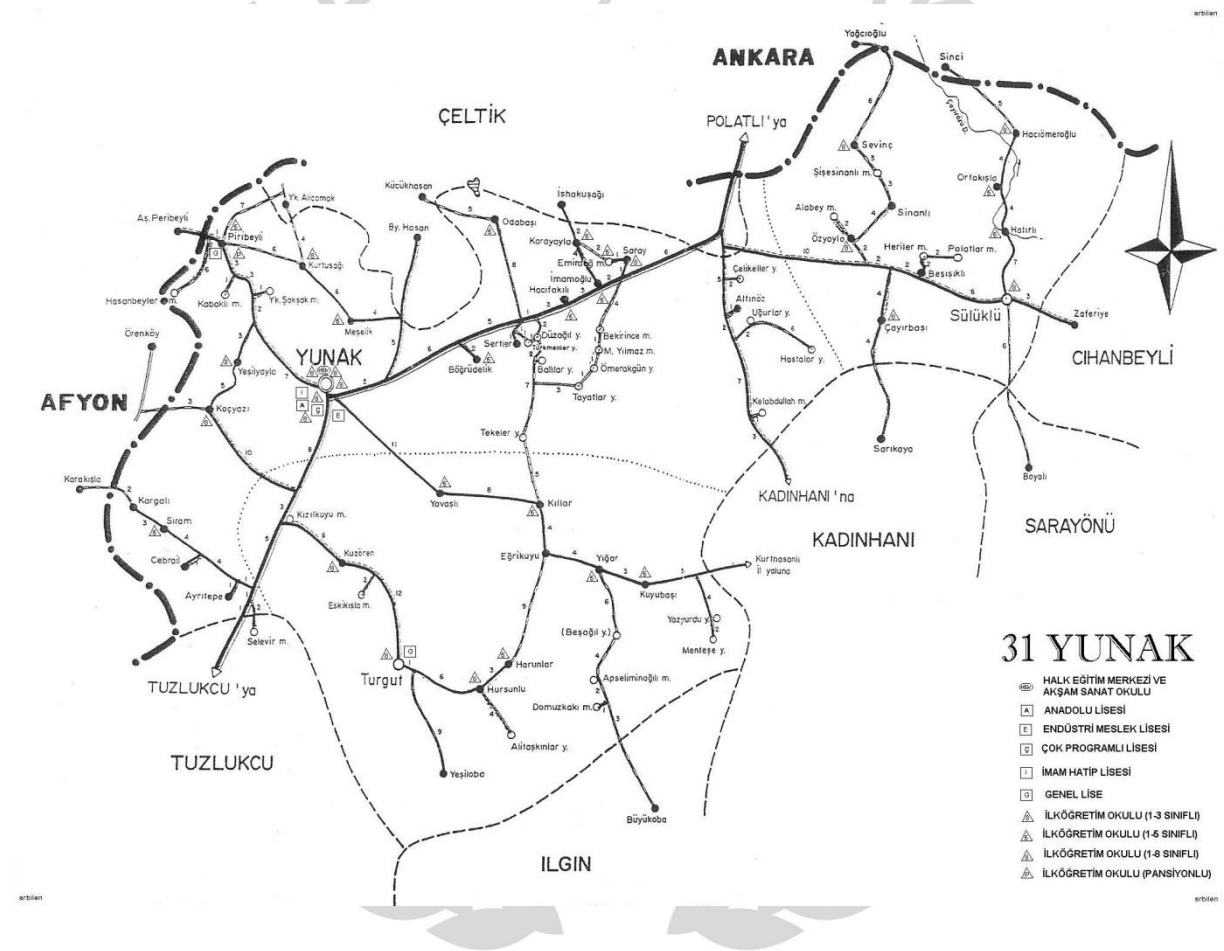 arbilen
Yağcıoğlu
ANKARA
Sinci
ÇELTİK
POLATLI'ya
Çayırözü D.
Hacıömeroğlu
Sevinç
Şişesinanlı m.
Ortakışla
Küçükhasan
İshakuşağı
Yk. Aliçomak
Odabaşı
Alabey m.
Sinanlı
Aş. Peribeyli
By. Hasan
Karayayla
Saray
Özyayla
Hatırlı
Piribeyli
Emirdağ m.
Heriler m.
Polatlar m.
Kurtuşağı
İmamoğlu
Çelikeller y.
Beşışıklı
Hasanbeyler m.
Kabaklı m.
Yk. Şakşak m.
Hacıfakılı
Altınöz
Uğurlar y.
Sülüklü
Meşelik
Çayırbaşı
Zaferiye
Örenköy
Sertler
Düzağıl y.
Türkmenler y.
Bekirince m.
M. Yılmaz m.
Hastalar y.
CIHANBEYLİ
YUNAK
Yeşilyayla
Böğrüdelik
Ballılar y.
Ömerakgün y.
AFYON
Koçyazı
Tayatlar y.
Kelabdullah m.
Tekeler y.
Sarıkaya
Karakışla
Boyalı
Kargalı
Yavaşlı
Kıllar
KADINHANI'na
SARAYÖNÜ
Sıram
Kızılkuyu m.
KADINHANI
Cebrail
Kuzören
Eğrikuyu
Yığar
Kurthasanlı
İl yoluna
Ayrıtepe
Eskikışla m.
Kuyubaşı
Selevir m.
(Beşağıl y.)
Yazyurdu y.
Menteşe y.
TUZLUKCU'ya
Turgut
Harunlar
Apseliminağılı m.
Hursunlu
Domuzkakı m.
Alitaşkınlar y.
TUZLUKCU
Yeşiloba
Büyükoba
ILGIN
31 YUNAK
HALK EĞİTİM MERKEZİ VE
AKŞAM SANAT OKULU
A ANADOLU LİSESİ
E ENDÜSTRİ MESLEK LİSESİ
Ç ÇOK PROGRAMLI LİSESİ
I İMAM HATİP LİSESİ
G GENEL LİSE
İLKÖĞRETİM OKULU (1-3 SINIFLI)
İLKÖĞRETİM OKULU (1-5 SINIFLI)
İLKÖĞRETİM OKULU (1-8 SINIFLI)
P İLKÖĞRETİM OKULU (PANSİYONLU)
arbilen
arbilen